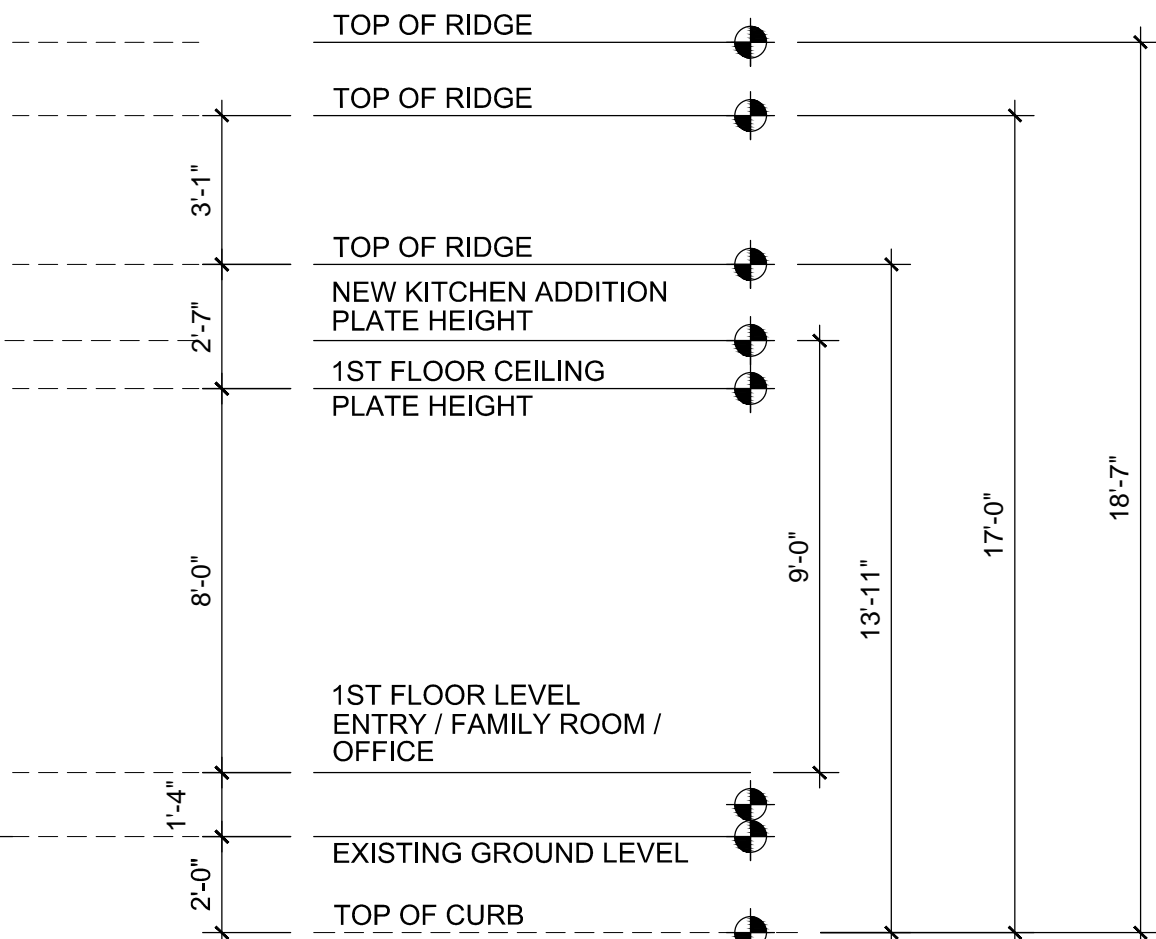 TOP OF RIDGE
TOP OF RIDGE
3'-1"
TOP OF RIDGE
NEW KITCHEN ADDITION
PLATE HEIGHT
2'-7"
1ST FLOOR CEILING
PLATE HEIGHT
18'-7"
17'-0"
9'-0"
8'-0"
13'-11"
1ST FLOOR LEVEL
ENTRY / FAMILY ROOM /
OFFICE
1'-4"
EXISTING GROUND LEVEL
2'-0"
TOP OF CURB